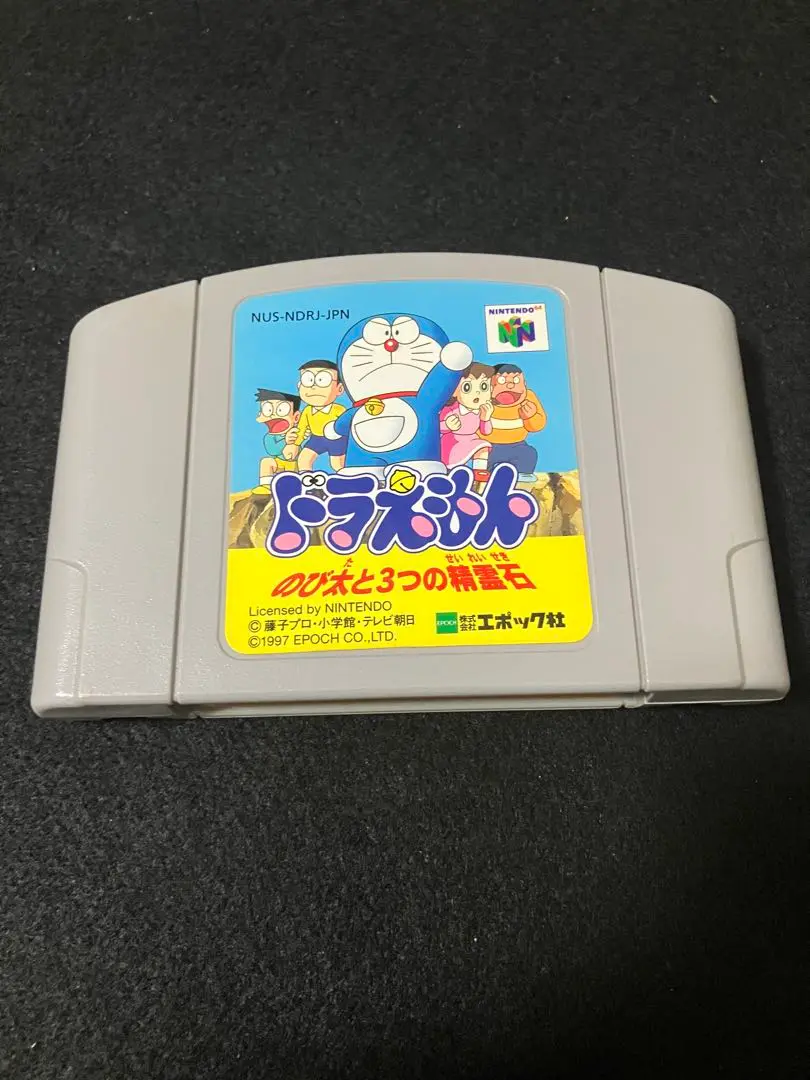 NUS-NDRJ-JPN
NINTENDO64
ドラえもん
のび太と3つの精霊石
た
せいれいせき
Licensed by NINTENDO
©藤子プロ・小学館・テレビ朝日
©1997 EPOCH CO.,LTD.
EPOCH 株式会社エポック社